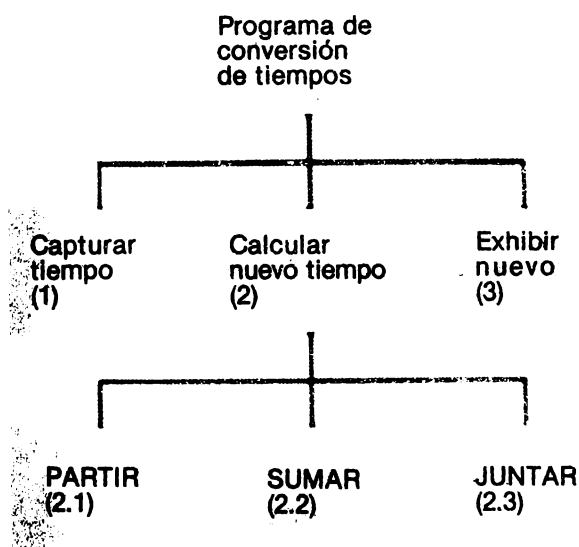 Programa de
conversión
de tiempos
Capturar
tiempo
(1)
Calcular
nuevo tiempo
(2)
Exhibir
nuevo
(3)
PARTIR
(2.1)
SUMAR
(2.2)
JUNTAR
(2.3)